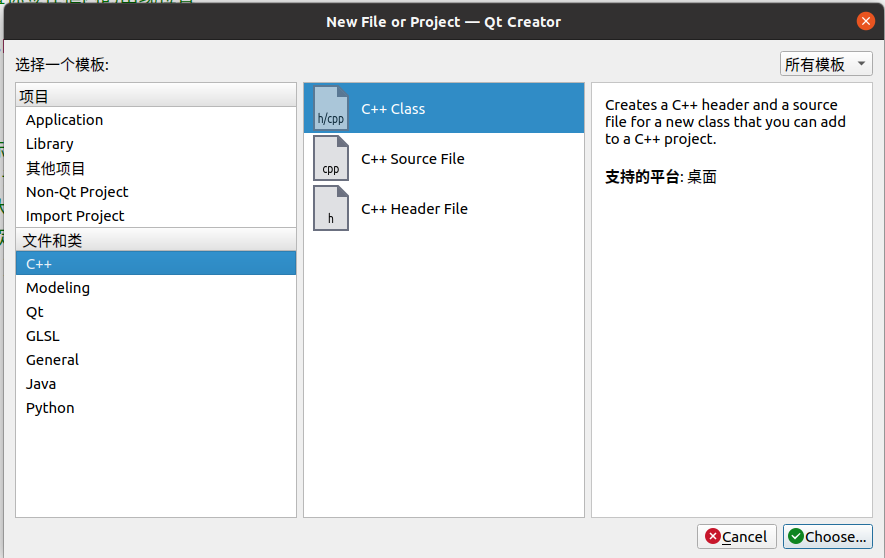 New File or Project — Qt Creator
选择一个模板:
所有模板
项目
Application
Library
其他项目
Non-Qt Project
Import Project
文件和类
C++
Modeling
Qt
GLSL
General
Java
Python
h/cpp
C++ Class
cpp
C++ Source File
h
C++ Header File
Creates a C++ header and a source
file for a new class that you can add
to a C++ project.
支持的平台: 桌面
Cancel
Choose...